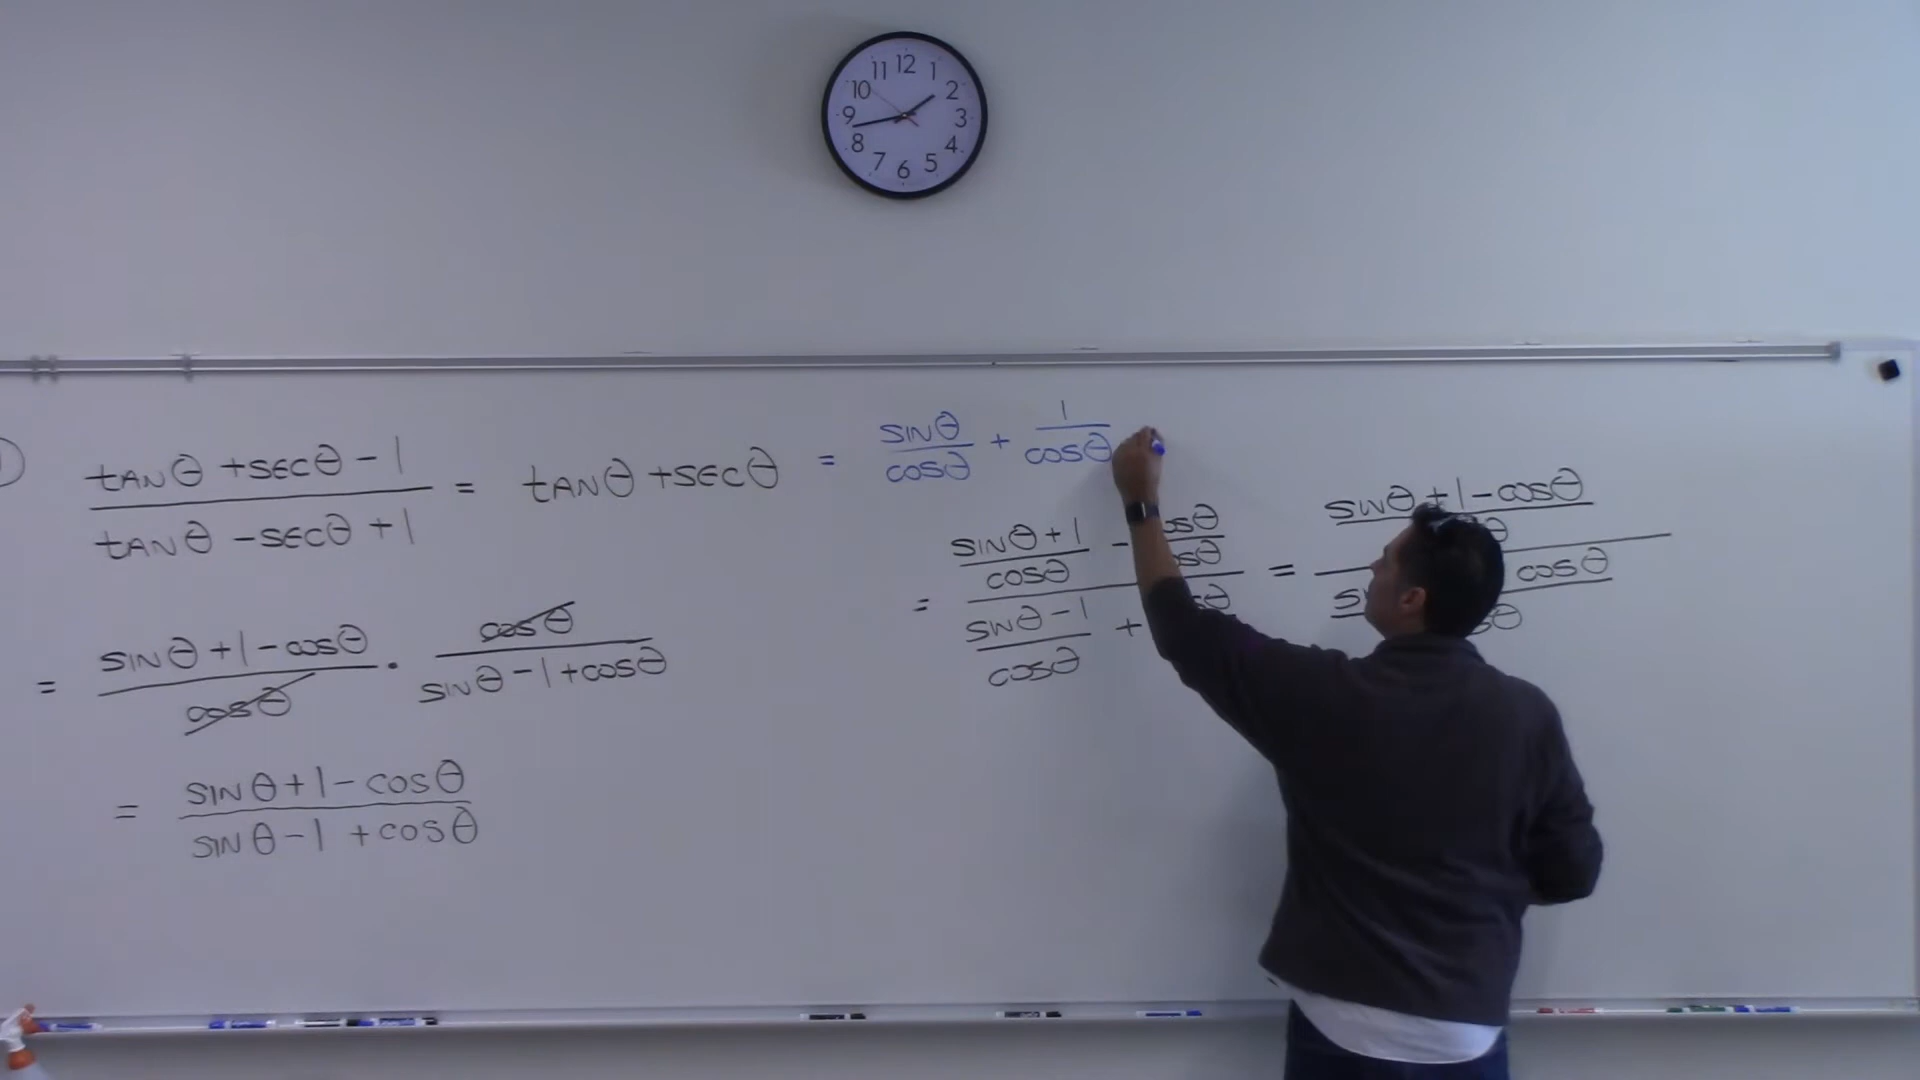 11 12 1
10 2
9 3
8 4
7 6 5
tanθ + secθ - 1 / tanθ - secθ + 1 = tanθ + secθ = sinθ / cosθ + 1 / cosθ
= sinθ + 1 / cosθ - osθ / osθ / sinθ - 1 / cosθ + = sinθ + 1 - cosθ / cosθ
= sinθ + 1 - cosθ / cosθ · cosθ / sinθ - 1 + cosθ
= sinθ + 1 - cosθ / sinθ - 1 + cosθ